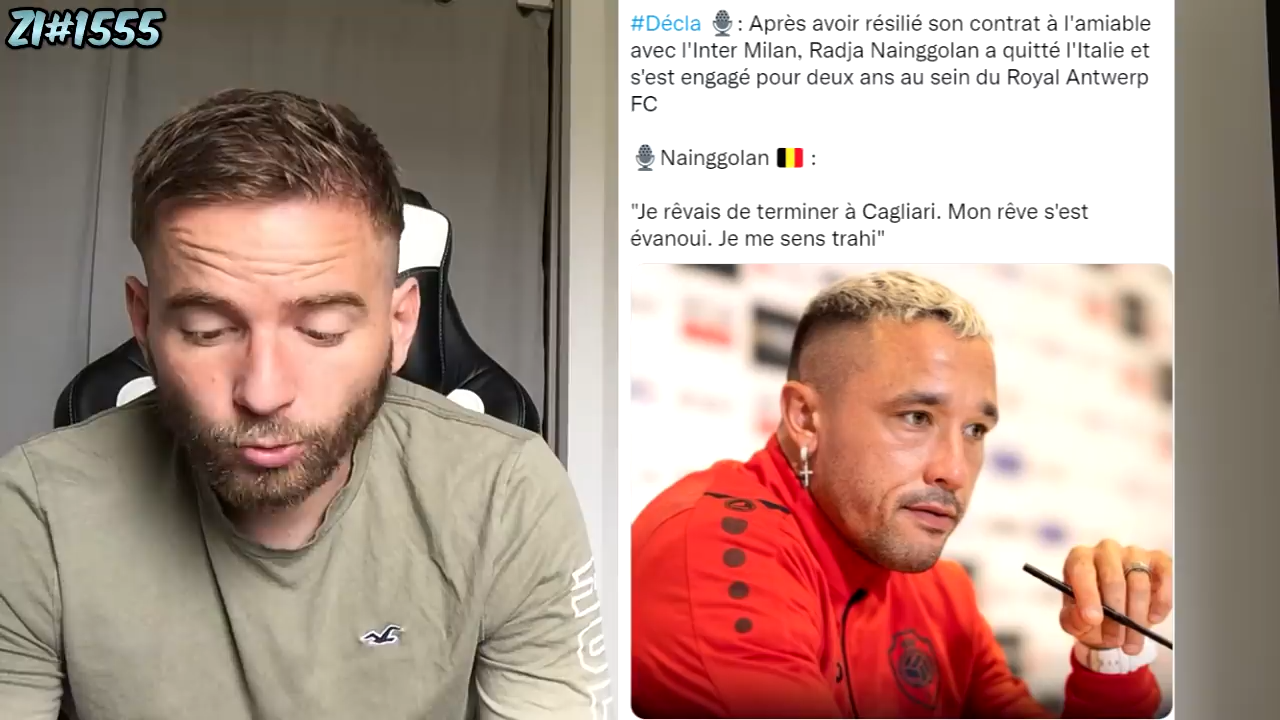 ZI#1555
#Décla 🎙️: Après avoir résilié son contrat à l'amiable
avec l'Inter Milan, Radja Nainggolan a quitté l'Italie et
s'est engagé pour deux ans au sein du Royal Antwerp
FC
🎙️Nainggolan 🇧🇪 :
"Je rêvais de terminer à Cagliari. Mon rêve s'est
évanoui. Je me sens trahi"